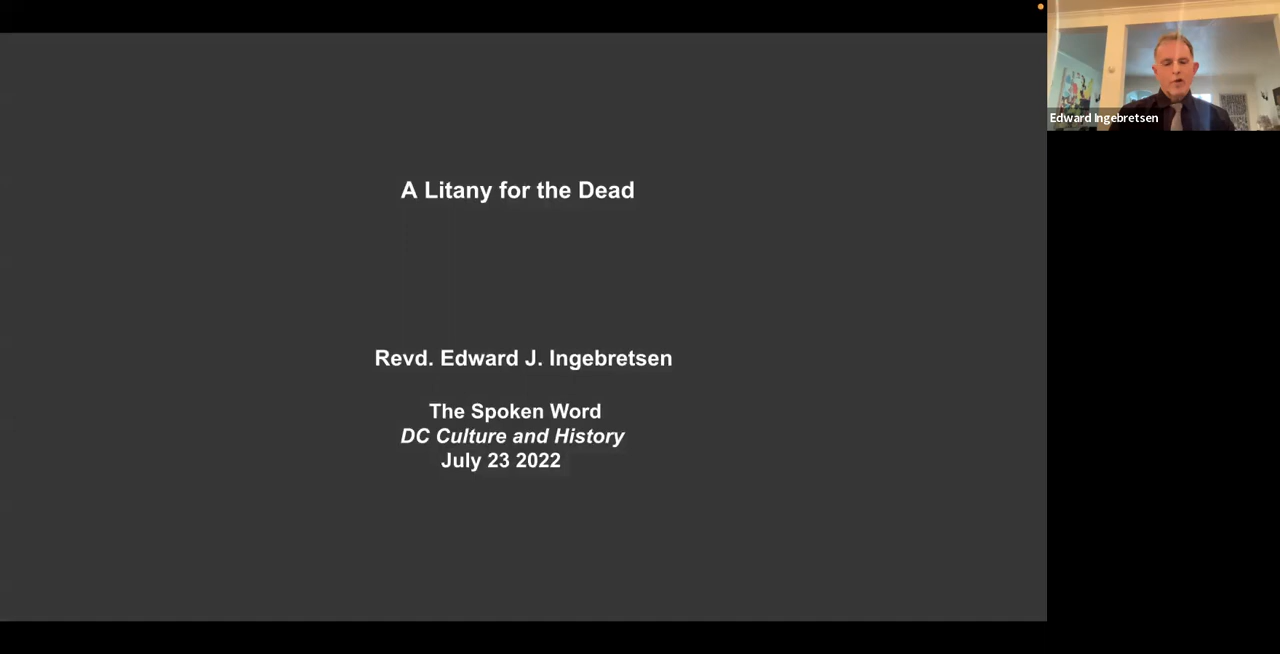 A Litany for the Dead
Revd. Edward J. Ingebretsen
The Spoken Word
DC Culture and History
July 23 2022
Edward Ingebretsen